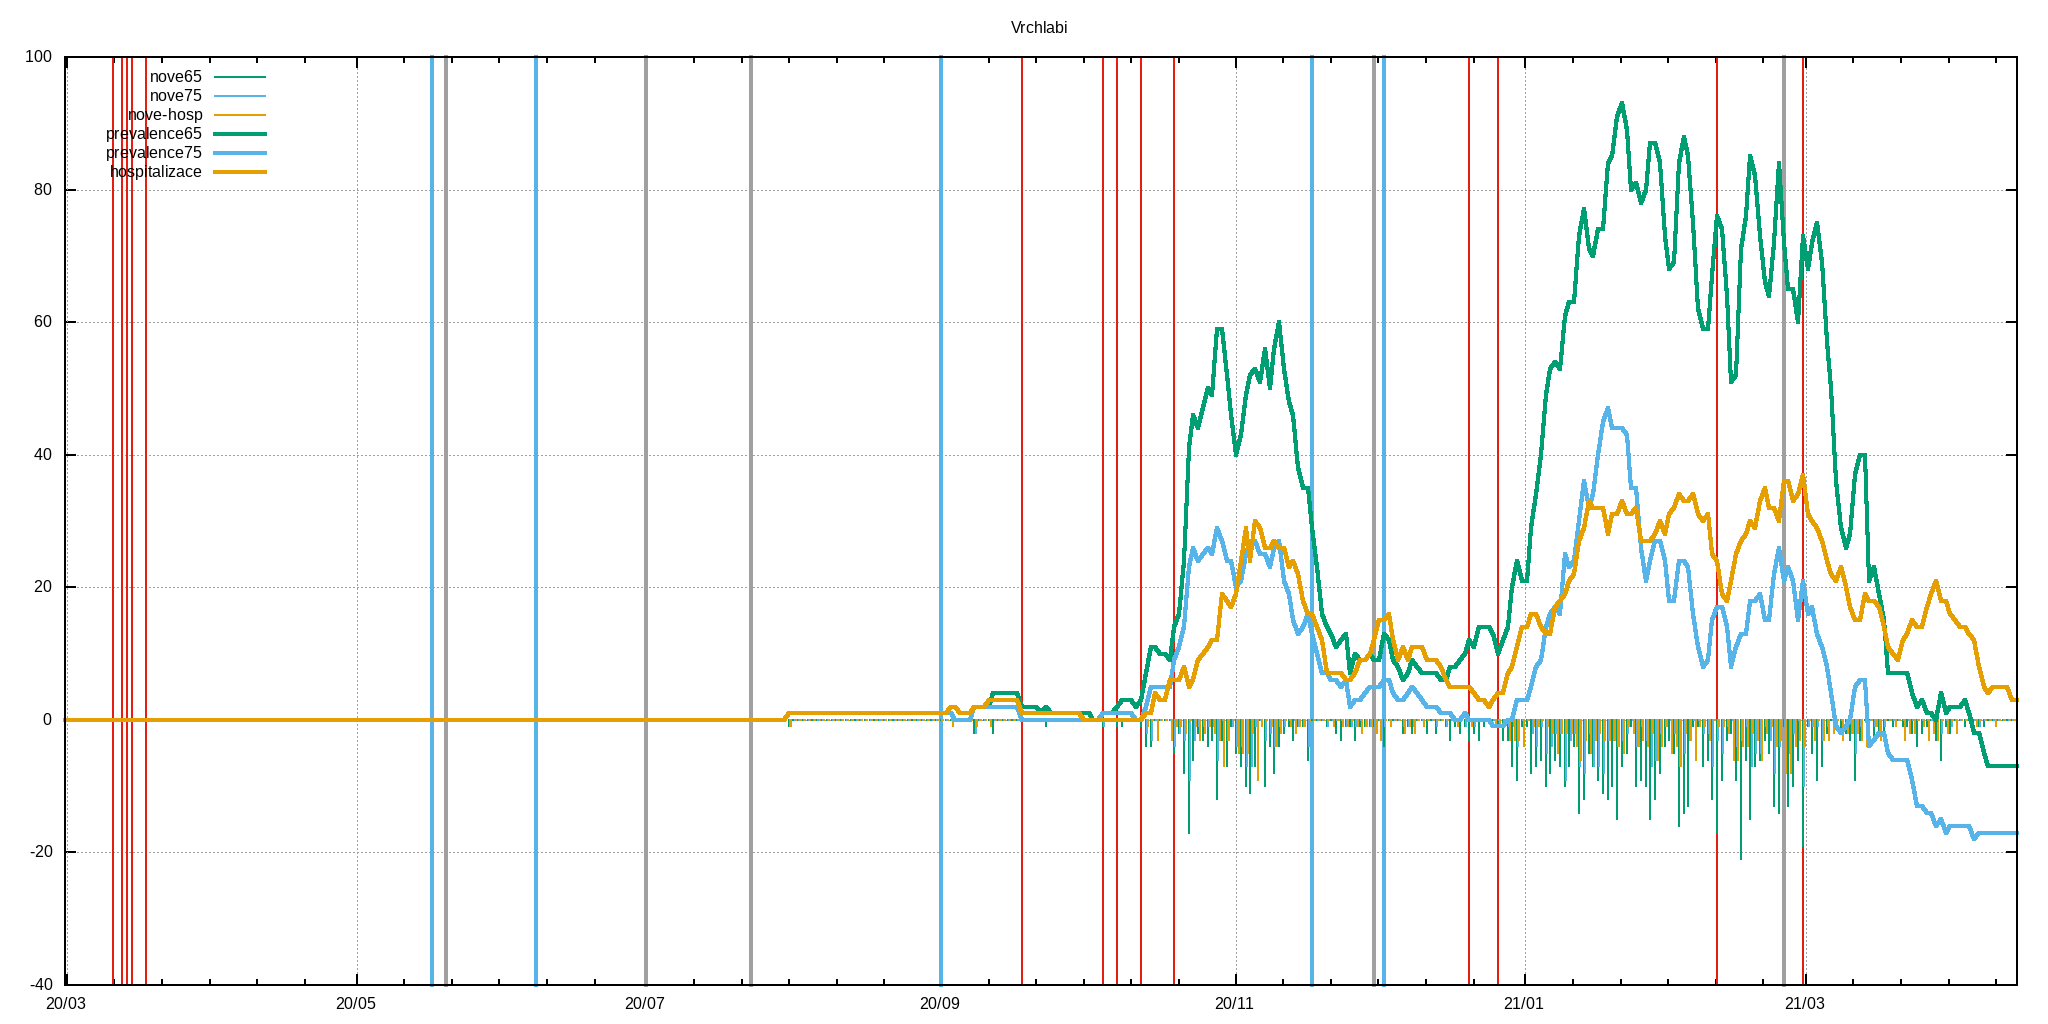 Vrchlabi
100
80
60
40
20
0
-20
-40
nove65
nove75
nove-hosp
prevalence65
prevalence75
hospitalizace
20/03 20/05 20/07 20/09 20/11 21/01 21/03